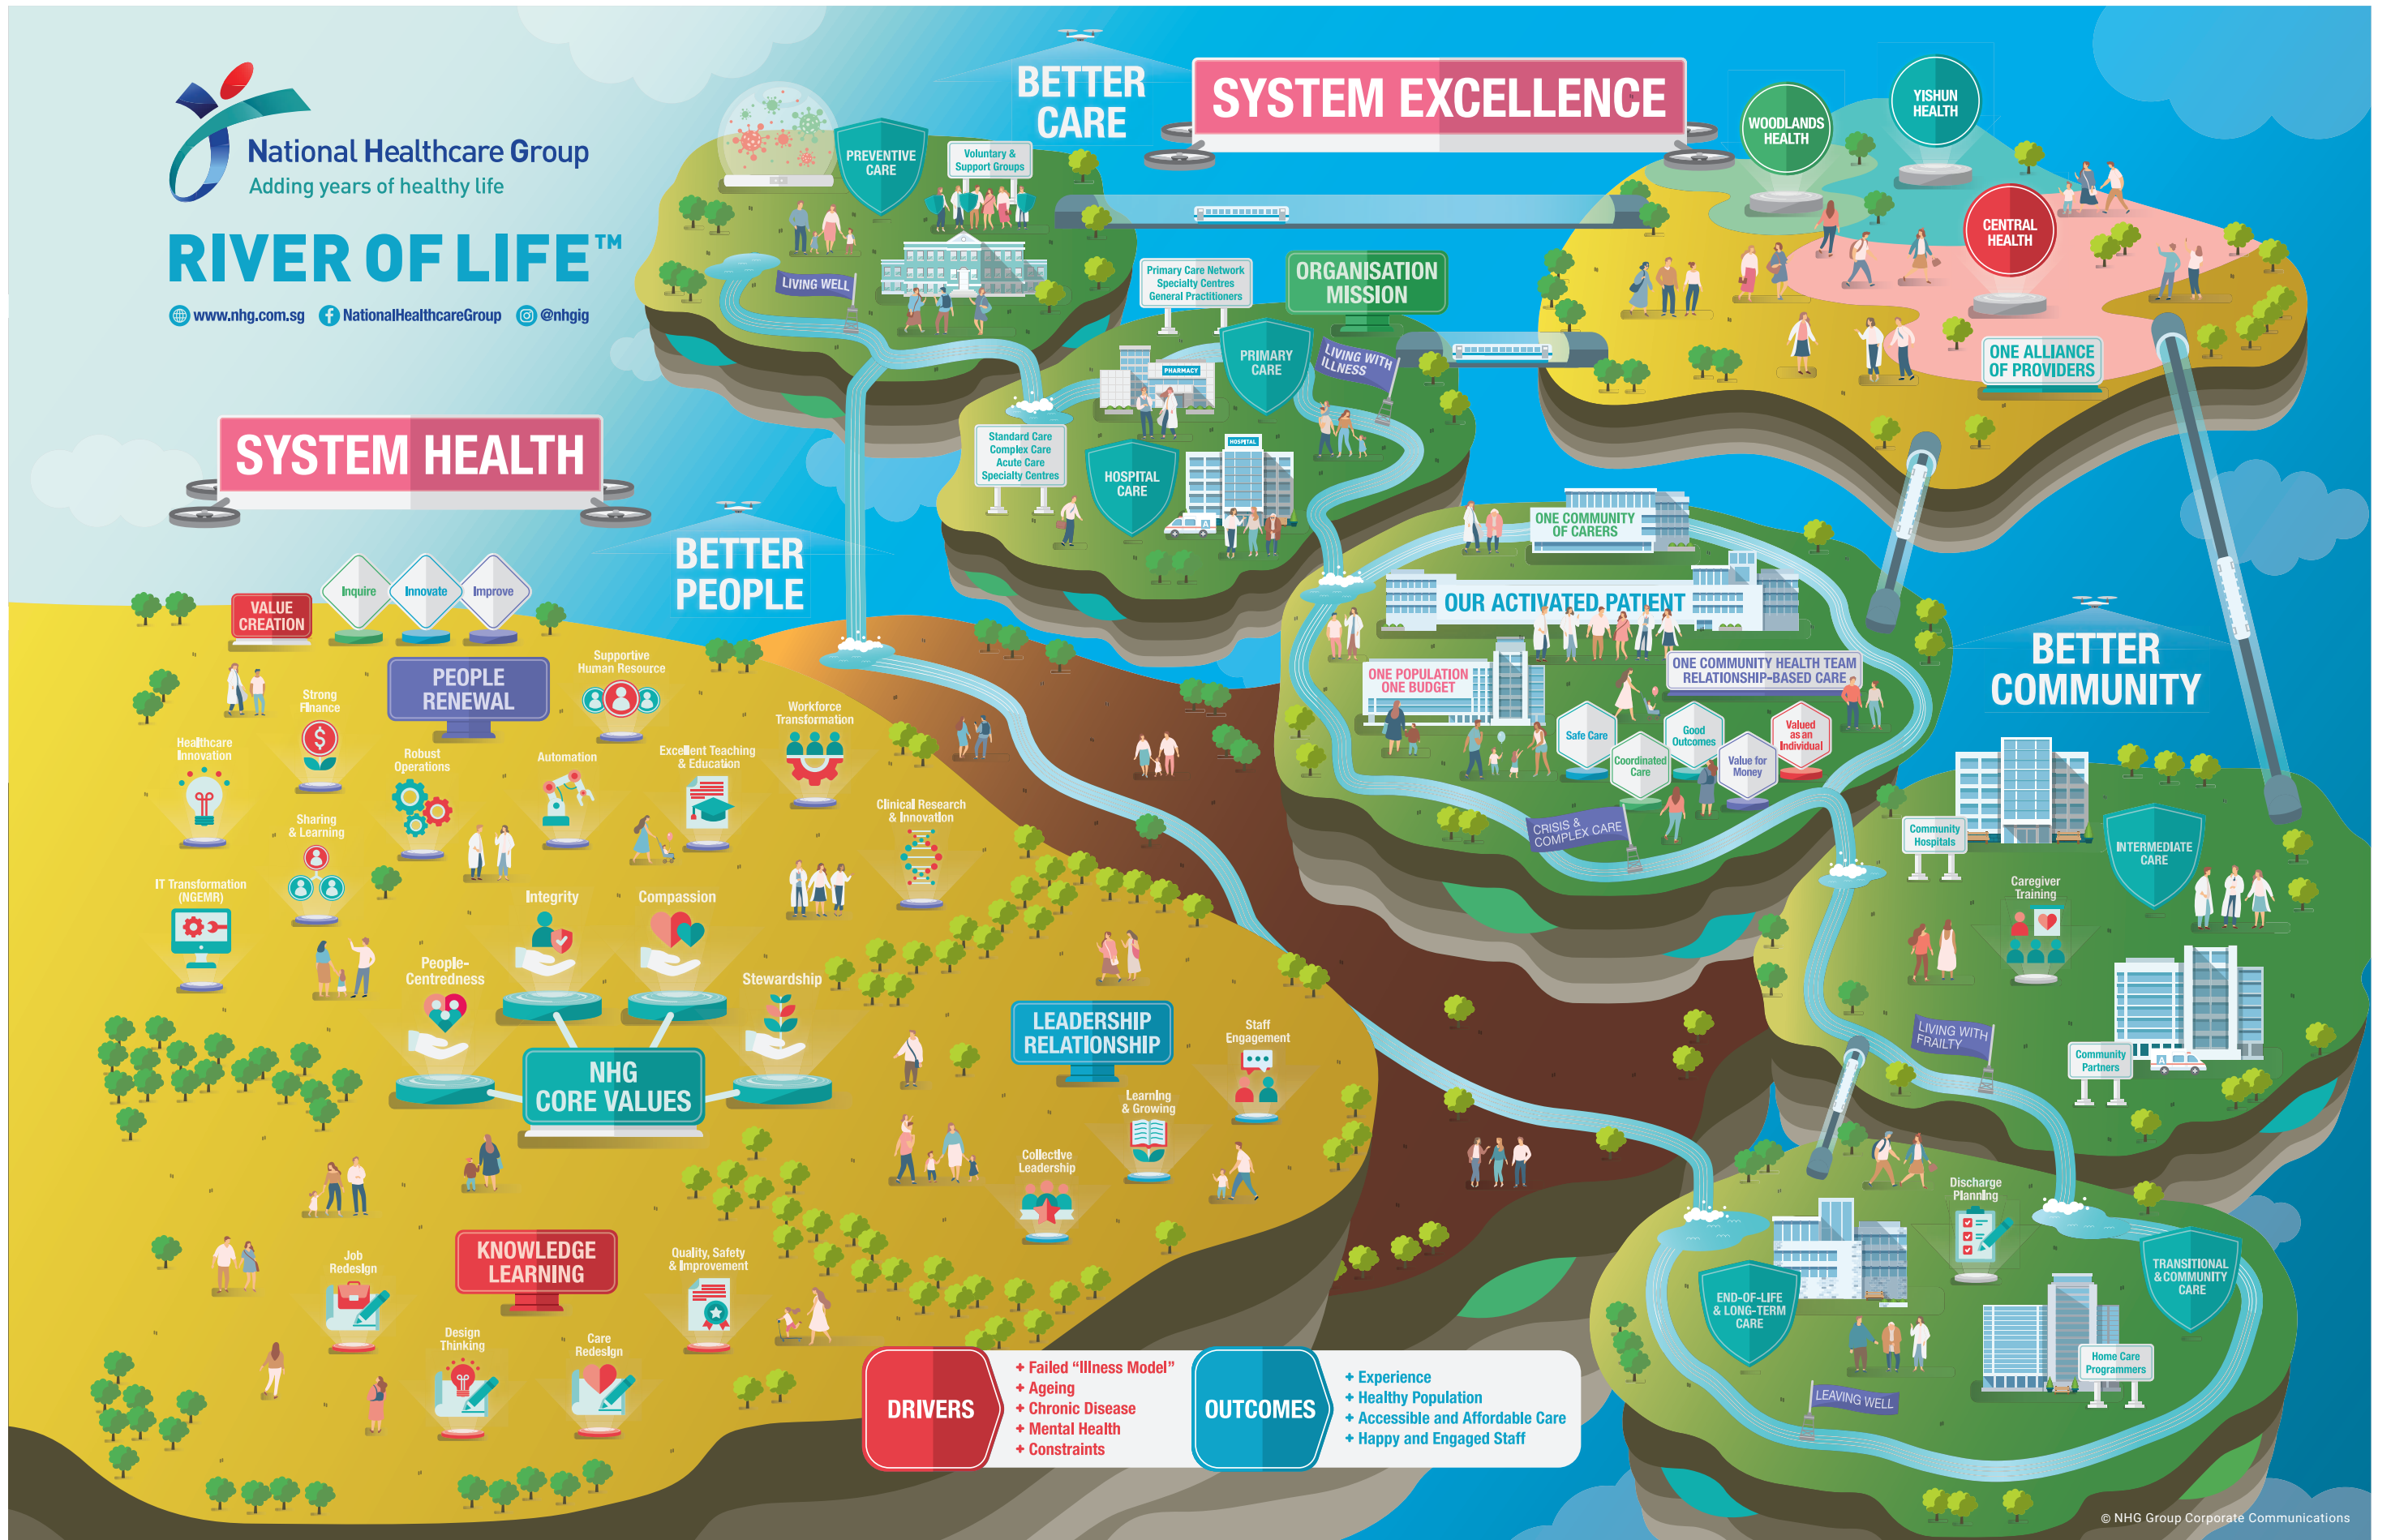 National Healthcare Group
Adding years of healthy life
RIVER OF LIFE™
www.nhg.com.sg
NationalHealthcareGroup
@nhgig
BETTER
CARE
SYSTEM EXCELLENCE
WOODLANDS
HEALTH
YISHUN
HEALTH
CENTRAL
HEALTH
ONE ALLIANCE
OF PROVIDERS
PREVENTIVE
CARE
Voluntary &
Support Groups
LIVING WELL
Primary Care Network
Specialty Centres
General Practitioners
ORGANISATION
MISSION
PRIMARY
CARE
LIVING WITH
ILLNESS
PHARMACY
Standard Care
Complex Care
Acute Care
Specialty Centres
HOSPITAL
CARE
HOSPITAL
A
SYSTEM HEALTH
BETTER
PEOPLE
ONE COMMUNITY
OF CARERS
OUR ACTIVATED PATIENT
ONE POPULATION
ONE BUDGET
ONE COMMUNITY HEALTH TEAM
RELATIONSHIP-BASED CARE
Safe Care
Coordinated
Care
Good
Outcomes
Value for
Money
Valued
as an
Individual
CRISIS &
COMPLEX CARE
BETTER
COMMUNITY
Community
Hospitals
INTERMEDIATE
CARE
Caregiver
Training
LIVING WITH
FRAILTY
Community
Partners
A
Discharge
Planning
TRANSITIONAL
& COMMUNITY
CARE
END-OF-LIFE
& LONG-TERM
CARE
Home Care
Programmers
LEAVING WELL
VALUE
CREATION
Inquire
Innovate
Improve
PEOPLE
RENEWAL
Supportive
Human Resource
Strong
Finance
Healthcare
Innovation
Robust
Operations
Automation
Workforce
Transformation
Excellent Teaching
& Education
Clinical Research
& Innovation
Sharing
& Learning
IT Transformation
(NGEMR)
$
Integrity
Compassion
People-
Centredness
Stewardship
NHG
CORE VALUES
LEADERSHIP
RELATIONSHIP
Staff
Engagement
Learning
& Growing
Collective
Leadership
KNOWLEDGE
LEARNING
Job
Redesign
Quality, Safety
& Improvement
Design
Thinking
Care
Redesign
DRIVERS
+ Failed “Illness Model”
+ Ageing
+ Chronic Disease
+ Mental Health
+ Constraints
OUTCOMES
+ Experience
+ Healthy Population
+ Accessible and Affordable Care
+ Happy and Engaged Staff
© NHG Group Corporate Communications